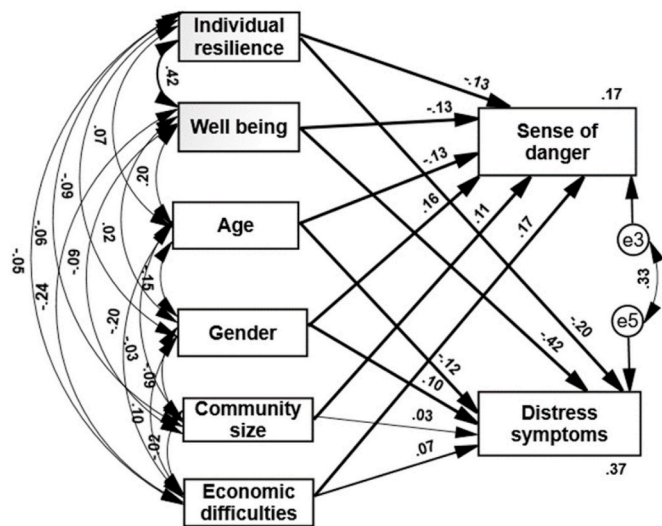 Individual
resilience
Well being
Age
Gender
Community
size
Economic
difficulties
Sense of
danger
Distress
symptoms
e3
e5
.17
.37
.33
-.13
-.13
-.13
.16
.11
.17
-.20
-.42
-.12
.10
.03
.07
.42
.07
.02
-.09
.02
-.06
-.09
-.05
-.24
-.15
-.20
-.03
-.09
.10
-.02